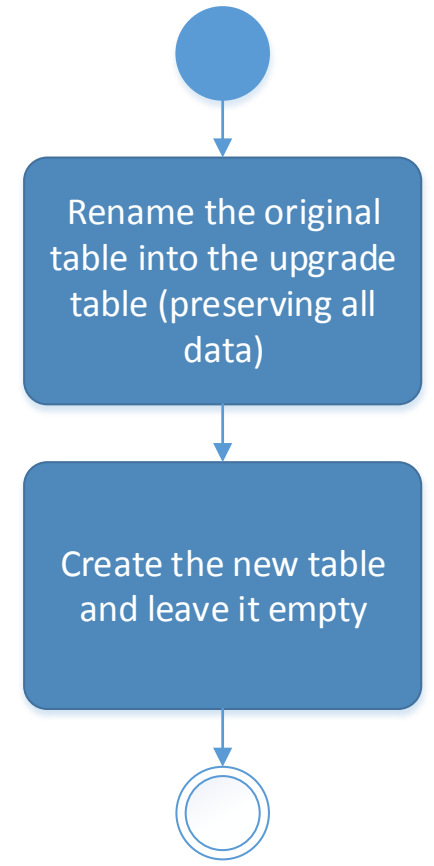 Rename the original
table into the upgrade
table (preserving all
data)
Create the new table
and leave it empty